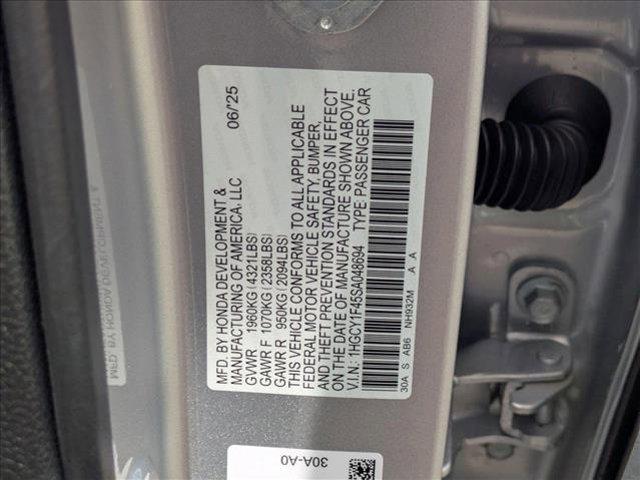 MFD. BY HONDA DEVELOPMENT &
MANUFACTURING OF AMERICA, LLC
06/'25
GVWR 1960KG(4321LBS)
GAWR F 1070KG(2358LBS)
GAWR R 950KG(2094LBS)
THIS VEHICLE CONFORMS TO ALL APPLICABLE
FEDERAL MOTOR VEHICLE SAFETY, BUMPER,
AND THEFT PREVENTION STANDARDS IN EFFECT
ON THE DATE OF MANUFACTURE SHOWN ABOVE.
V.I.N.: 1HGCY1F45SA048694 TYPE: PASSENGER CAR
30A S AB6 NH932M A A
30A-A0